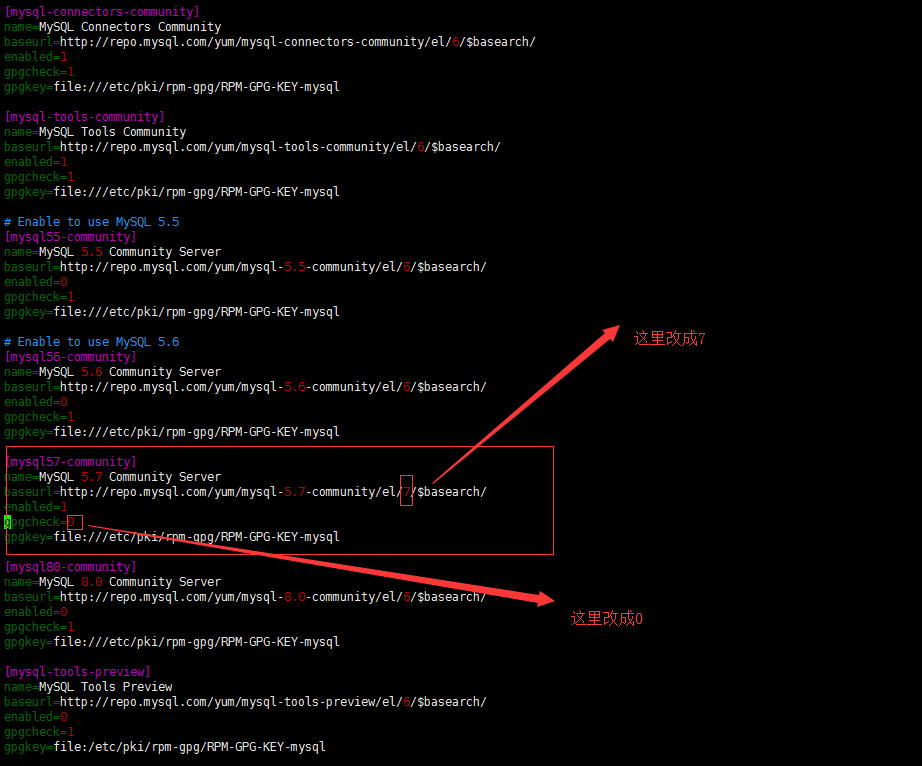 [mysql-connectors-community]
name=MySQL Connectors Community
baseurl=http://repo.mysql.com/yum/mysql-connectors-community/el/6/$basearch/
enabled=1
gpgcheck=1
gpgkey=file:///etc/pki/rpm-gpg/RPM-GPG-KEY-mysql
[mysql-tools-community]
name=MySQL Tools Community
baseurl=http://repo.mysql.com/yum/mysql-tools-community/el/6/$basearch/
enabled=1
gpgcheck=1
gpgkey=file:///etc/pki/rpm-gpg/RPM-GPG-KEY-mysql
# Enable to use MySQL 5.5
[mysql55-community]
name=MySQL 5.5 Community Server
baseurl=http://repo.mysql.com/yum/mysql-5.5-community/el/6/$basearch/
enabled=0
gpgcheck=1
gpgkey=file:///etc/pki/rpm-gpg/RPM-GPG-KEY-mysql
# Enable to use MySQL 5.6
[mysql56-community]
name=MySQL 5.6 Community Server
baseurl=http://repo.mysql.com/yum/mysql-5.6-community/el/6/$basearch/
enabled=0
gpgcheck=1
gpgkey=file:///etc/pki/rpm-gpg/RPM-GPG-KEY-mysql
这里改成7
[mysql57-community]
name=MySQL 5.7 Community Server
baseurl=http://repo.mysql.com/yum/mysql-5.7-community/el/7/$basearch/
enabled=1
gpgcheck=0
gpgkey=file:///etc/pki/rpm-gpg/RPM-GPG-KEY-mysql
[mysql80-community]
name=MySQL 8.0 Community Server
baseurl=http://repo.mysql.com/yum/mysql-8.0-community/el/6/$basearch/
enabled=0
gpgcheck=1
gpgkey=file:///etc/pki/rpm-gpg/RPM-GPG-KEY-mysql
这里改成0
[mysql-tools-preview]
name=MySQL Tools Preview
baseurl=http://repo.mysql.com/yum/mysql-tools-preview/el/6/$basearch/
enabled=0
gpgcheck=1
gpgkey=file:/etc/pki/rpm-gpg/RPM-GPG-KEY-mysql